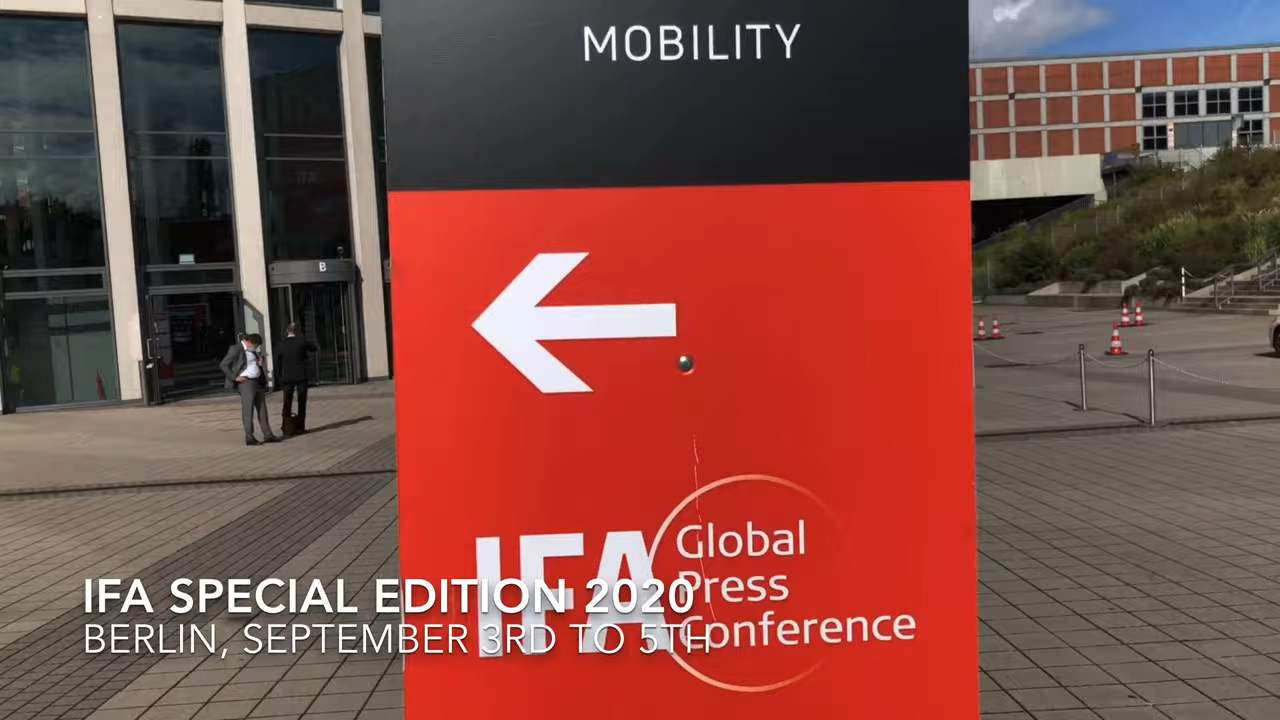 MOBILITY
B
IFA
Global
Press
Conference
IFA SPECIAL EDITION 2020
BERLIN, SEPTEMBER 3RD TO 5TH